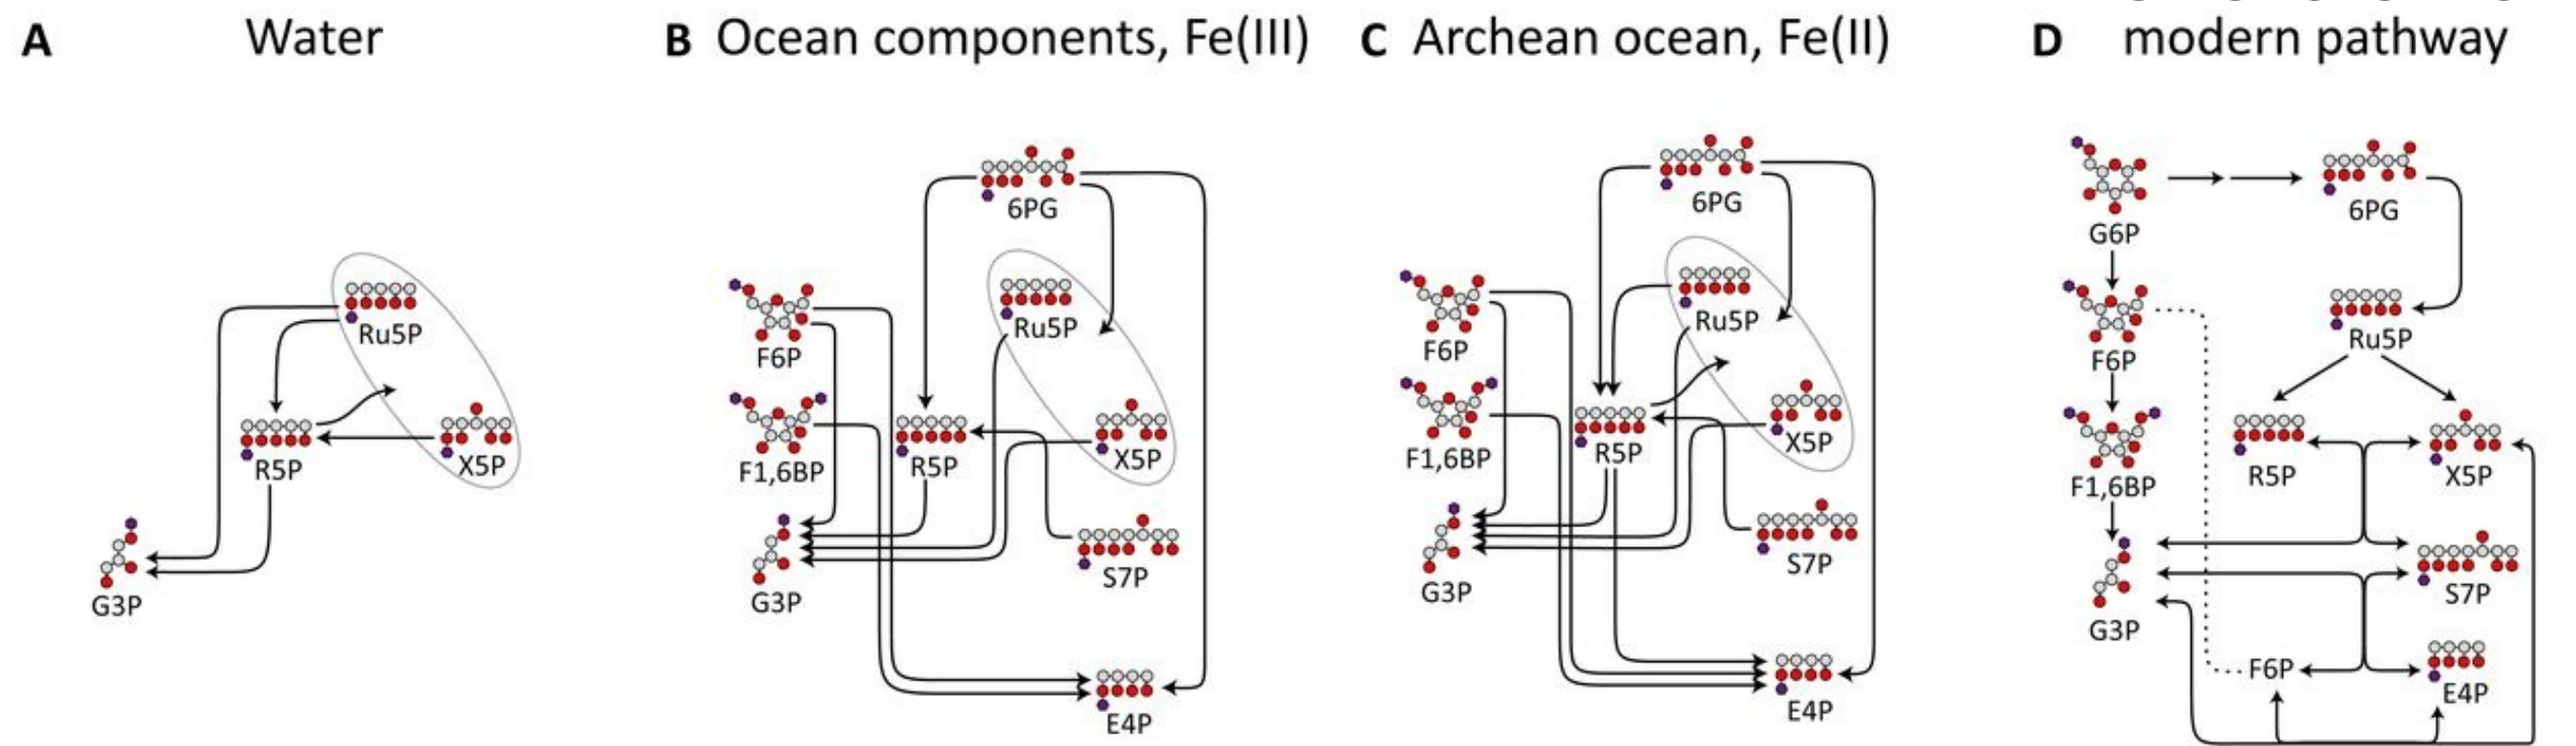 A Water
Ru5P
R5P
X5P
G3P
B Ocean components, Fe(III)
6PG
Ru5P
F6P
F1,6BP
R5P
X5P
S7P
G3P
E4P
C Archean ocean, Fe(II)
6PG
Ru5P
F6P
F1,6BP
R5P
X5P
S7P
G3P
E4P
D modern pathway
6PG
G6P
Ru5P
F6P
F1,6BP
R5P
X5P
S7P
G3P
F6P
E4P